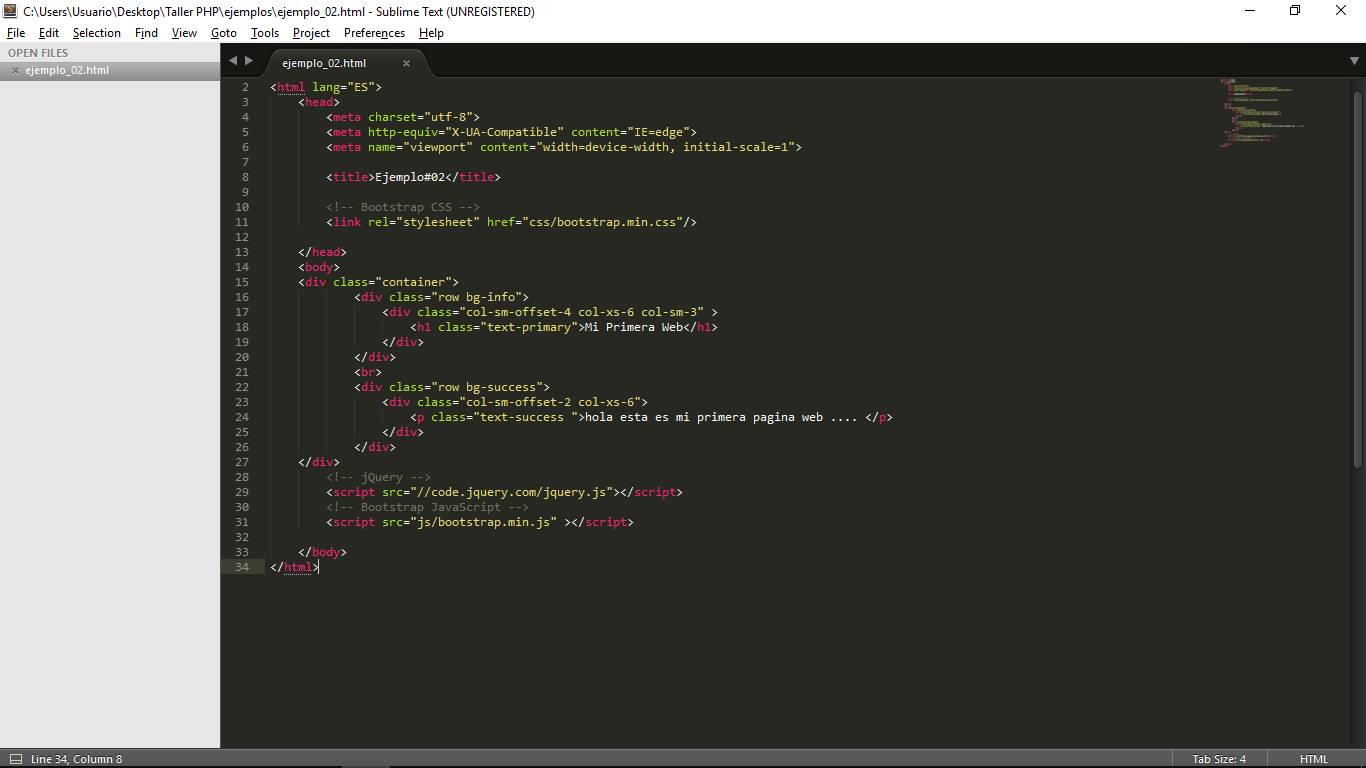 C:\Users\Usuario\Desktop\Taller PHP\ejemplos\ejemplo_02.html - Sublime Text (UNREGISTERED)
File Edit Selection Find View Goto Tools Project Preferences Help
OPEN FILES
ejemplo_02.html
ejemplo_02.html
2 <html lang="ES">
3 <head>
4 <meta charset="utf-8">
5 <meta http-equiv="X-UA-Compatible" content="IE=edge">
6 <meta name="viewport" content="width=device-width, initial-scale=1">
7
8 <title>Ejemplo#02</title>
9
10 <!-- Bootstrap CSS -->
11 <link rel="stylesheet" href="css/bootstrap.min.css"/>
12
13 </head>
14 <body>
15 <div class="container">
16 <div class="row bg-info">
17 <div class="col-sm-offset-4 col-xs-6 col-sm-3" >
18 <h1 class="text-primary">Mi Primera Web</h1>
19 </div>
20 </div>
21 <br>
22 <div class="row bg-success">
23 <div class="col-sm-offset-2 col-xs-6">
24 <p class="text-success ">hola esta es mi primera pagina web .... </p>
25 </div>
26 </div>
27 </div>
28 <!-- jQuery -->
29 <script src="//code.jquery.com/jquery.js"></script>
30 <!-- Bootstrap JavaScript -->
31 <script src="js/bootstrap.min.js" ></script>
32
33 </body>
34 </html>
Line 34, Column 8
Tab Size: 4
HTML